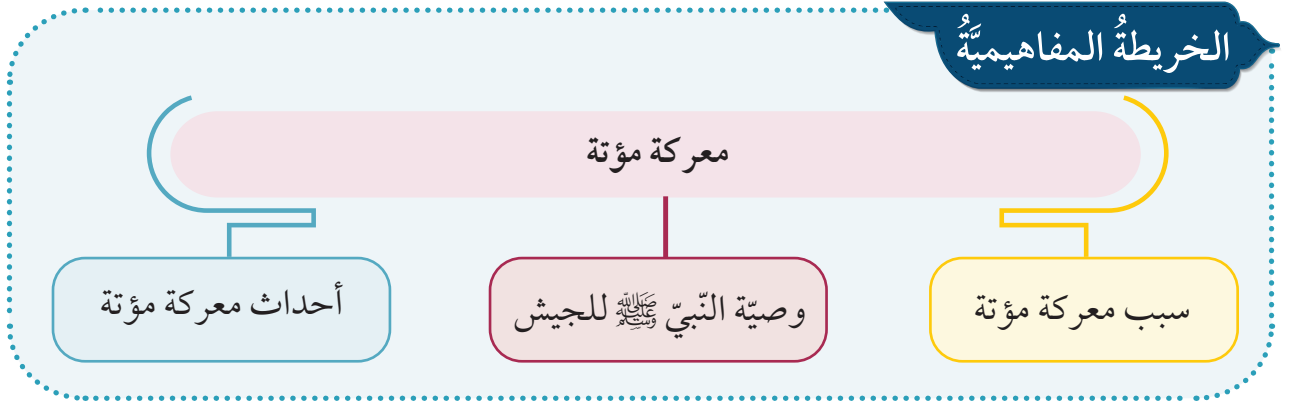 الخريطةُ المفاهيميَّةُ
معركة مؤتة
سبب معركة مؤتة
وصيّة النّبيّ ﷺ للجيش
أحداث معركة مؤتة